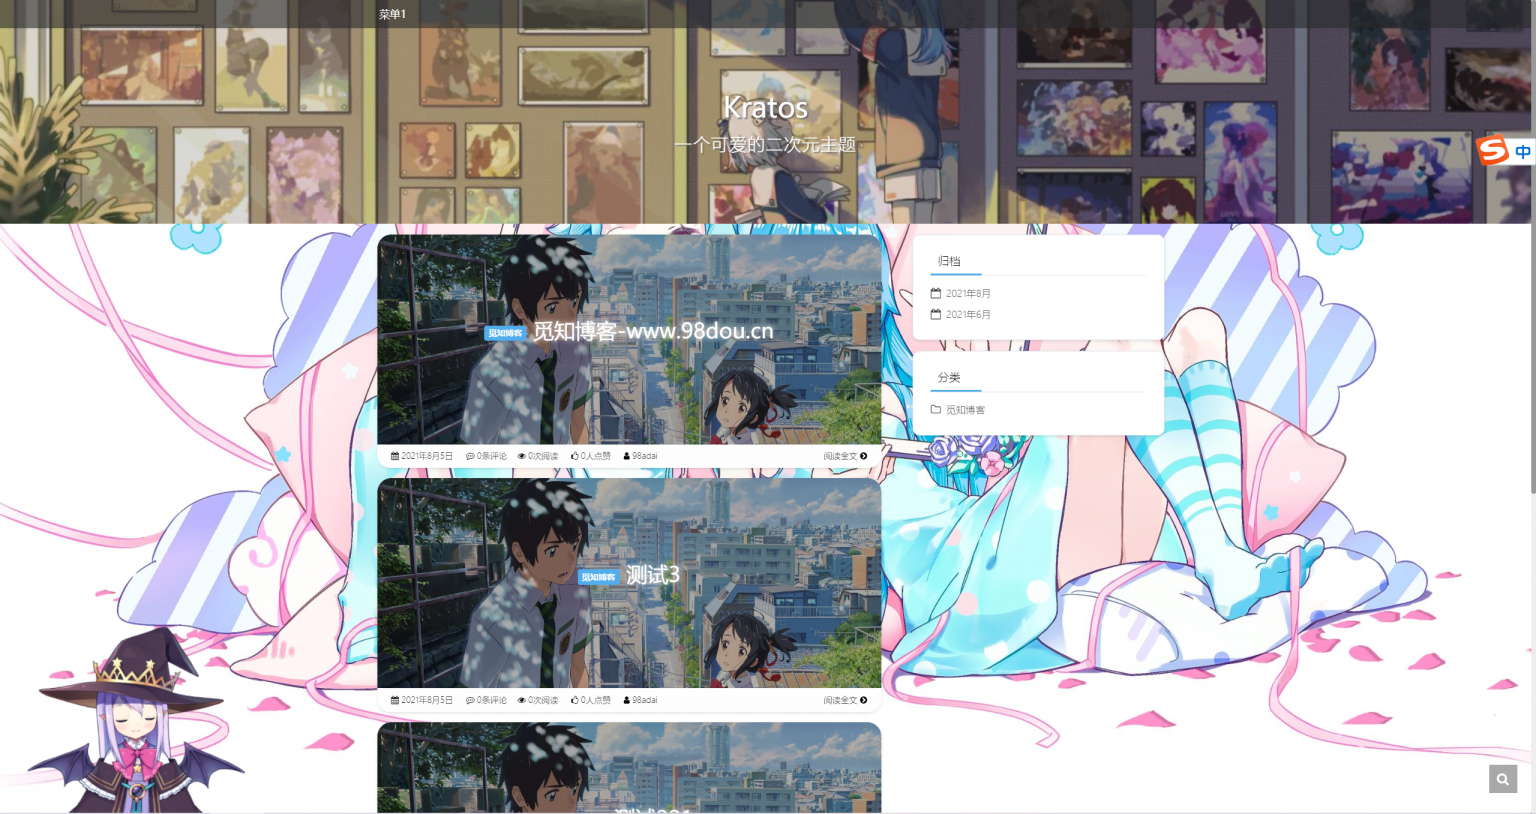 菜单1
Kratos
一个可爱的二次元主题
中
觅知博客 觅知博客-www.98dou.cn
2021年8月5日 0条评论 0次阅读 0人点赞 98adai 阅读全文
归档
2021年8月
2021年6月
分类
觅知博客
觅知博客 测试3
2021年8月5日 0条评论 0次阅读 0人点赞 98adai 阅读全文